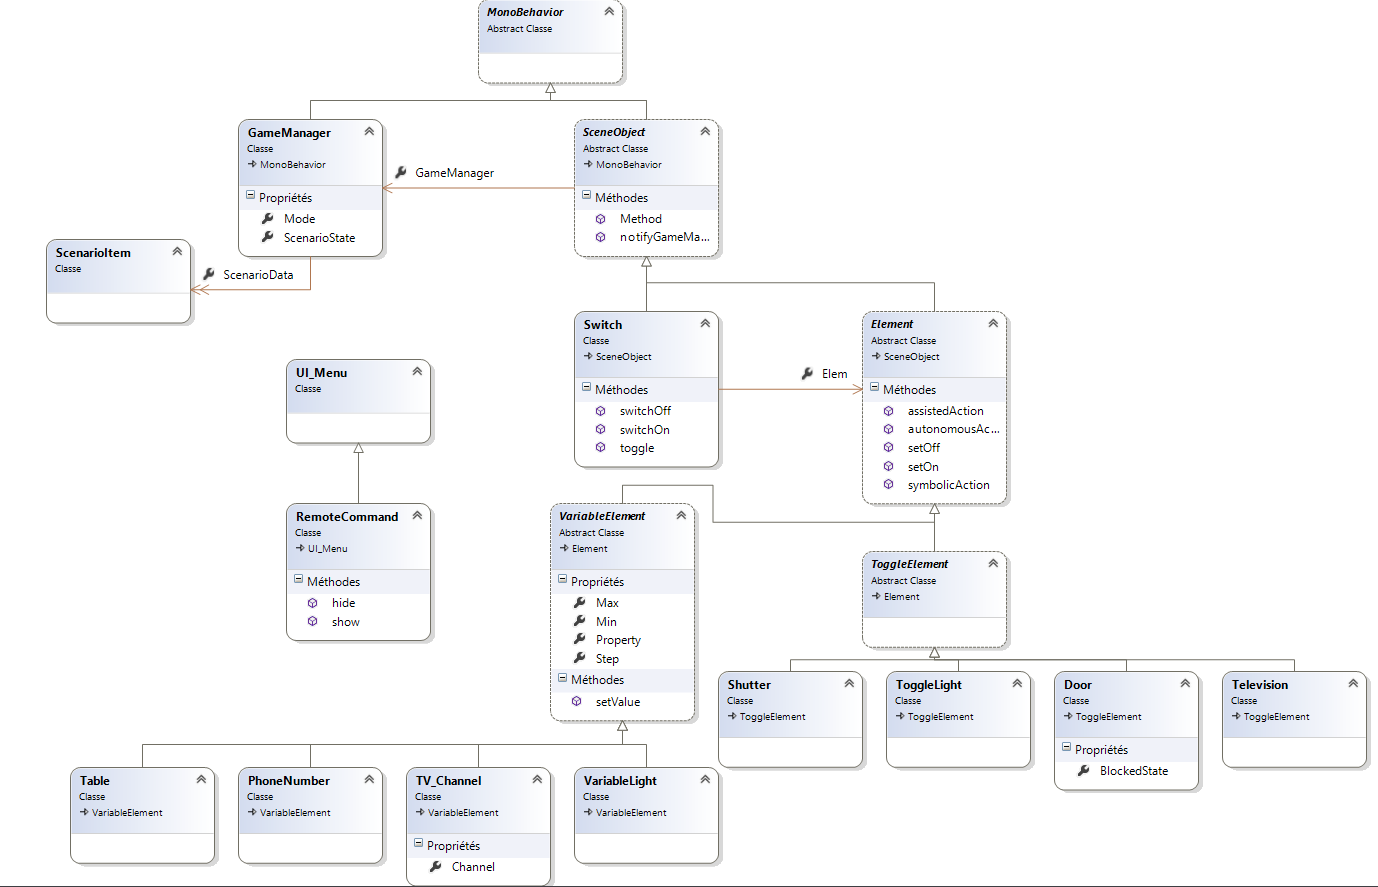 MonoBehavior
Abstract Classe
GameManager
Classe
MonoBehavior
Propriétés
Mode
ScenarioState
GameManager
SceneObject
Abstract Classe
MonoBehavior
Méthodes
Method
notifyGameMa...
ScenarioItem
Classe
ScenarioData
Switch
Classe
SceneObject
Méthodes
switchOff
switchOn
toggle
Elem
Element
Abstract Classe
SceneObject
Méthodes
assistedAction
autonomousAc...
setOff
setOn
symbolicAction
UI_Menu
Classe
RemoteCommand
Classe
UI_Menu
Méthodes
hide
show
VariableElement
Abstract Classe
Element
Propriétés
Max
Min
Property
Step
Méthodes
setValue
ToggleElement
Abstract Classe
Element
Shutter
Classe
ToggleElement
ToggleLight
Classe
ToggleElement
Door
Classe
ToggleElement
Propriétés
BlockedState
Television
Classe
ToggleElement
Table
Classe
VariableElement
PhoneNumber
Classe
VariableElement
TV_Channel
Classe
VariableElement
Propriétés
Channel
VariableLight
Classe
VariableElement